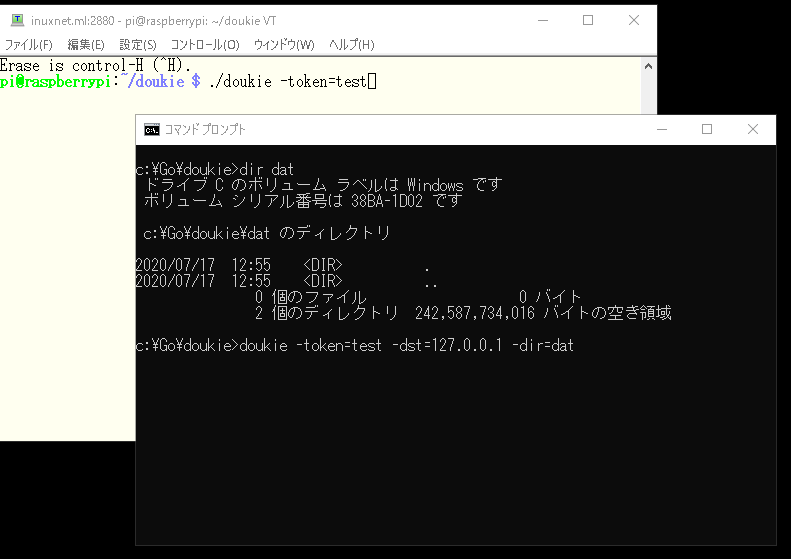 inuxnet.ml:2880 - pi@raspberrypi: ~/doukie VT
ファイル(F) 編集(E) 設定(S) コントロール(O) ウィンドウ(W) ヘルプ(H)
Erase is control-H (^H).
pi@raspberrypi:~/doukie $ ./doukie -token=test
コマンドプロンプト
c:¥Go¥doukie>dir dat
ドライブ C のボリューム ラベルは Windows です
ボリューム シリアル番号は 38BA-1D02 です
c:¥Go¥doukie¥dat のディレクトリ
2020/07/17 12:55 <DIR> .
2020/07/17 12:55 <DIR> ..
0 個のファイル 0 バイト
2 個のディレクトリ 242,587,734,016 バイトの空き領域
c:¥Go¥doukie>doukie -token=test -dst=127.0.0.1 -dir=dat